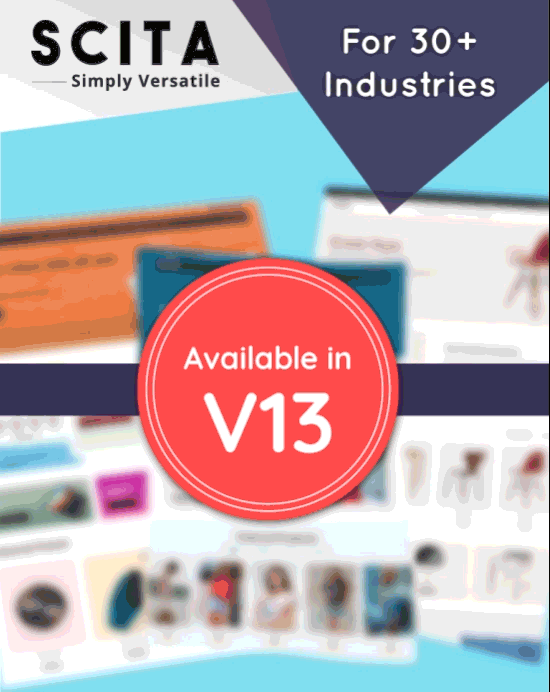 SCITA
Simply Versatile
For 30+
Industries
Available in
V13